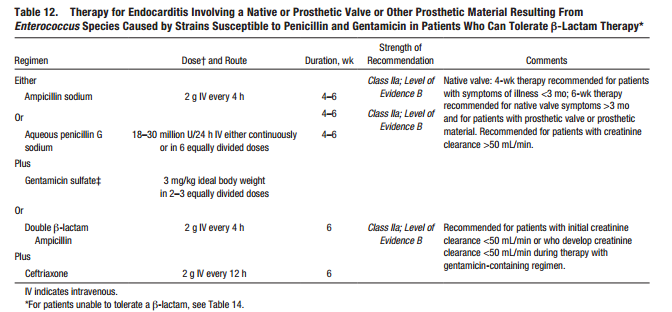 Table 12. Therapy for Endocarditis Involving a Native or Prosthetic Valve or Other Prosthetic Material Resulting From
Enterococcus Species Caused by Strains Susceptible to Penicillin and Gentamicin in Patients Who Can Tolerate β-Lactam Therapy*
Strength of
Regimen Dose† and Route Duration, wk Recommendation Comments
Either Class IIa; Level of Native valve: 4-wk therapy recommended for patients
Ampicillin sodium 2 g IV every 4 h 4–6 Evidence B with symptoms of illness <3 mo; 6-wk therapy
4–6 Class IIa; Level of recommended for native valve symptoms >3 mo
Or Evidence B and for patients with prosthetic valve or prosthetic
Aqueous penicillin G 18–30 million U/24 h IV either continuously 4–6 material. Recommended for patients with creatinine
sodium or in 6 equally divided doses clearance >50 mL/min.
Plus
Gentamicin sulfate‡ 3 mg/kg ideal body weight
in 2–3 equally divided doses
Or
Double β-lactam 2 g IV every 4 h 6 Class IIa; Level of Recommended for patients with initial creatinine
Ampicillin Evidence B clearance <50 mL/min or who develop creatinine
Plus clearance <50 mL/min during therapy with
gentamicin-containing regimen.
Ceftriaxone 2 g IV every 12 h 6
IV indicates intravenous.
*For patients unable to tolerate a β-lactam, see Table 14.